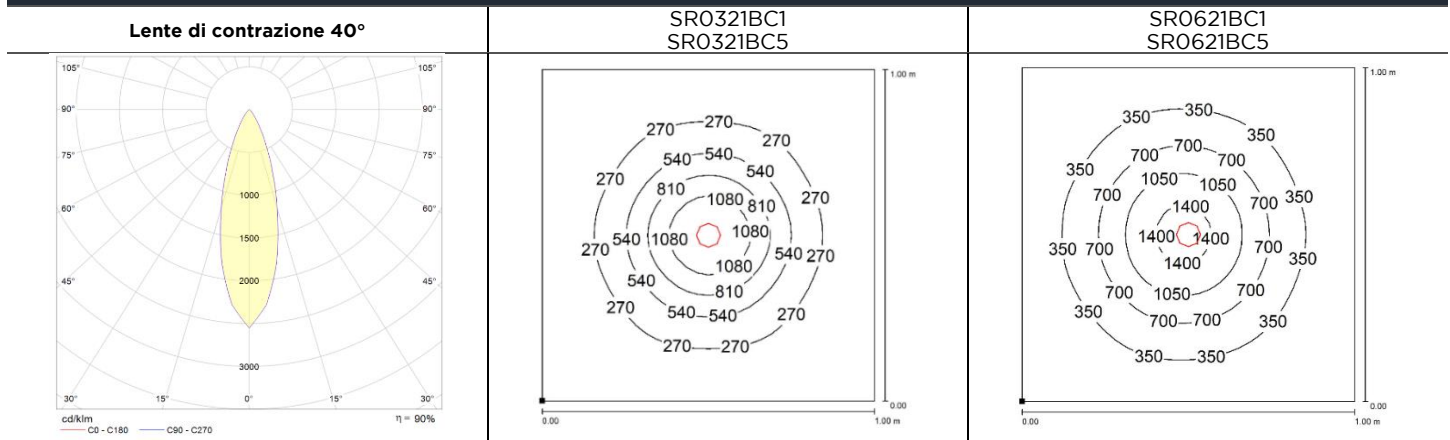 Lente di contrazione 40°
SR0321BC1
SR0321BC5
SR0621BC1
SR0621BC5
105° 105°
90° 90°
75° 75°
60° 60°
45° 45°
1000
1500
2000
3000
30° 15° 0° 15° 30°
cd/klm η = 90%
C0 - C180 C90 - C270
1.00 m
270 270 270 270
540 540 540
270 810 1080 810 270
270 540 1080 1080 540 270
540 1080
810
270 540 540 270
270 270
0.00
0.00 1.00 m
1.00 m
350 350 350
700 700 700
350 1050 1050 350
700 1400 700 350
350 700 1400 1400 700 350
1400
700 1050 700
350 700 700 350
350 350
0.00
0.00 1.00 m